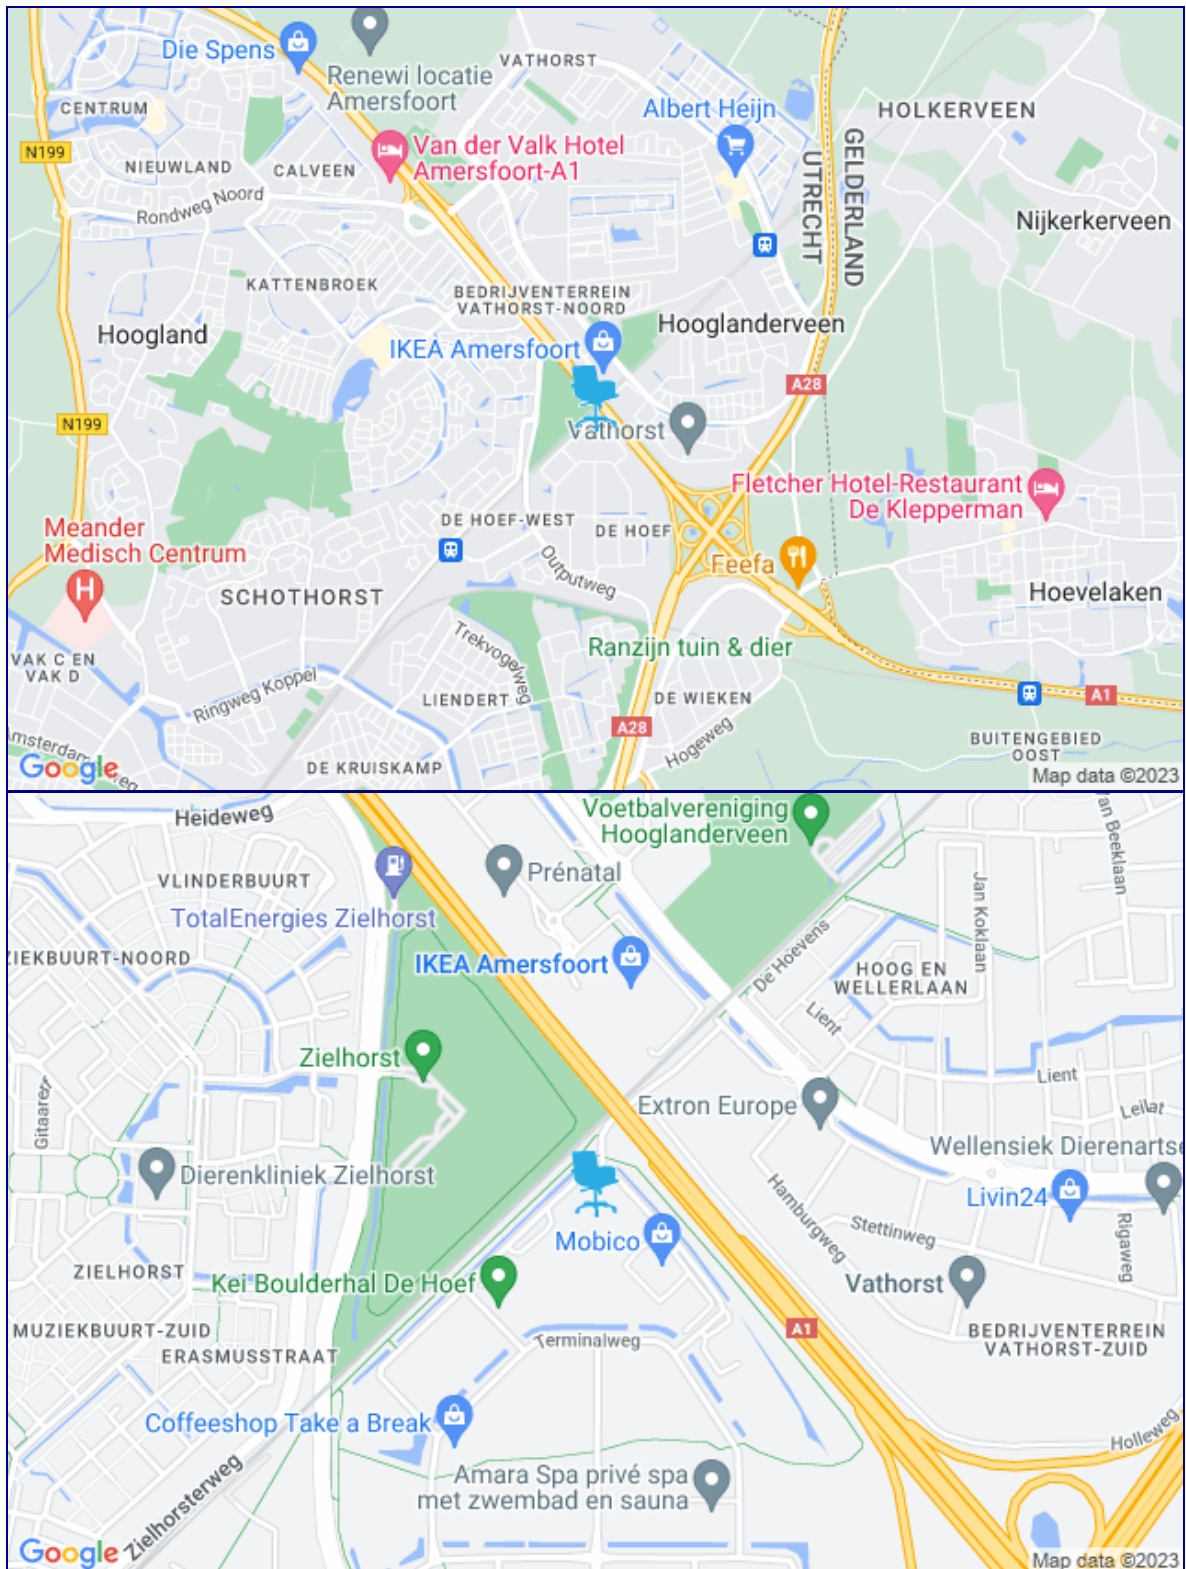 Die Spens
Renewi locatie
Amersfoort
VATHORST
CENTRUM
Albert Heijn
HOLKERVEEN
N199
NIEUWLAND
CALVEEN
Van der Valk Hotel
Amersfoort-A1
GELDERLAND
UTRECHT
Rondweg Noord
Nijkerkerveen
KATTENBROEK
BEDRIJVENTERREIN
VATHORST-NOORD
Hoogland
Hooglanderveen
IKEA Amersfoort
A28
N199
Vathorst
Fletcher Hotel-Restaurant
De Klepperman
Meander
Medisch Centrum
H
DE HOEF-WEST
DE HOEF
Feefa
Outputweg
SCHOTHORST
Hoevelaken
Trekvogelweg
Ranzijn tuin & dier
VAK C EN
VAK D
Ringweg Koppel
LIENDERT
DE WIEKEN
A1
A28
Hogeweg
BUITENGEBIED
OOST
DE KRUISKAMP
Google
Map data ©2023
Heideweg
Voetbalvereniging
Hooglanderveen
an Beeklaan
VLINDERBUURT
Prénatal
Jan Koklaan
TotalEnergies Zielhorst
ZIEKBUURT-NOORD
IKEA Amersfoort
De Hoevens
HOOG EN
WELLERLAAN
Lient
Zielhorst
Lient
Gitaarerf
Extron Europe
Leilat
Wellensiek Dierenartse
Dierenkliniek Zielhorst
Livin24
Hamburgweg
Stettinweg
Rigaweg
Mobico
ZIELHORST
Kei Boulderhal De Hoef
Vathorst
MUZIEKBUURT-ZUID
ERASMUSSTRAAT
Terminalweg
A1
BEDRIJVENTERREIN
VATHORST-ZUID
Coffeeshop Take a Break
Holleweg
Amara Spa privé spa
met zwembad en sauna
Zielhorsterweg
Google
Map data ©2023